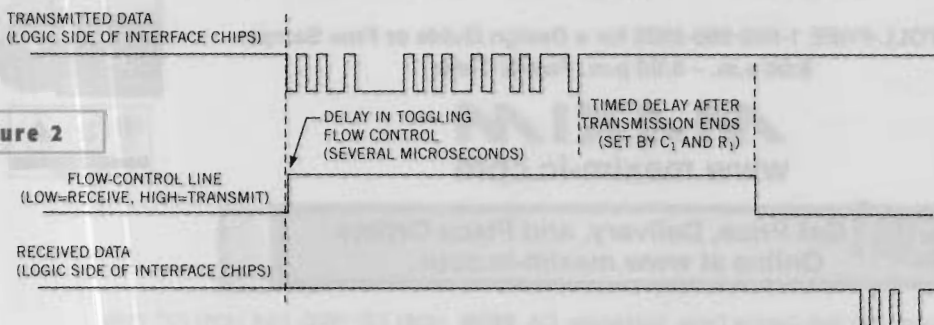 TRANSMITTED DATA
(LOGIC SIDE OF INTERFACE CHIPS)
DELAY IN TOGGLING
FLOW CONTROL
(SEVERAL MICROSECONDS)
TIMED DELAY AFTER
TRANSMISSION ENDS
(SET BY C₁ AND R₁)
ure 2
FLOW-CONTROL LINE
(LOW=RECEIVE, HIGH=TRANSMIT)
RECEIVED DATA
(LOGIC SIDE OF INTERFACE CHIPS)